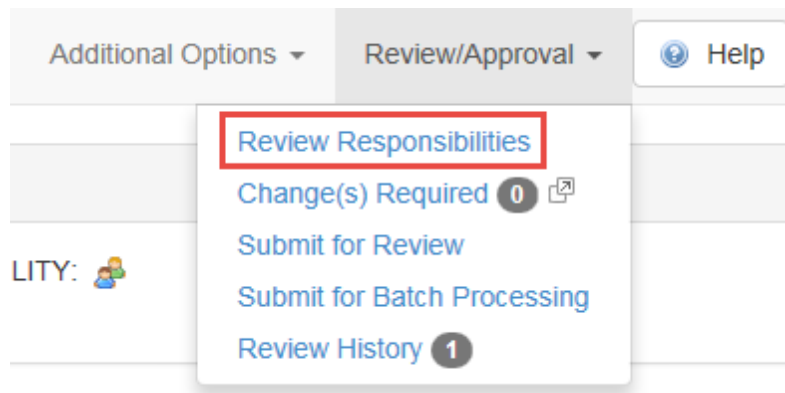 Additional Options Review/Approval Help
Review Responsibilities
Change(s) Required 0
Submit for Review
LITY:
Submit for Batch Processing
Review History 1